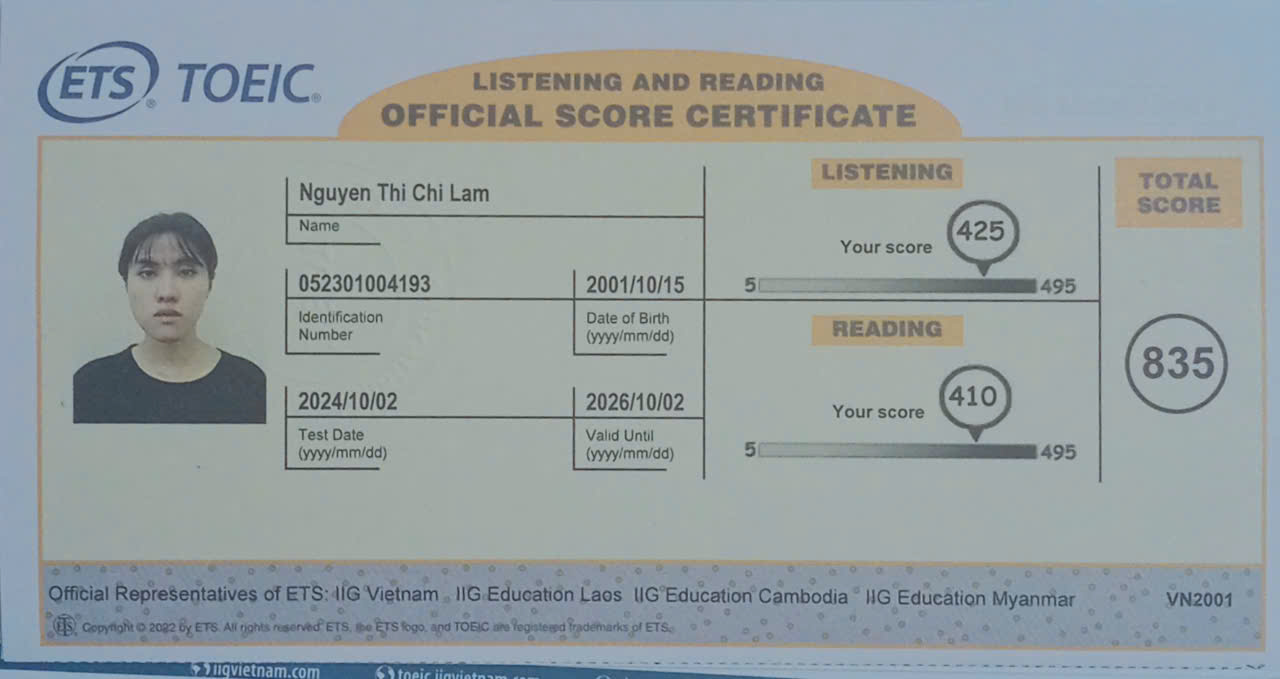 ETS® TOEIC®
LISTENING AND READING
OFFICIAL SCORE CERTIFICATE
Nguyen Thi Chi Lam
Name
052301004193
Identification
Number
2001/10/15
Date of Birth
(yyyy/mm/dd)
2024/10/02
Test Date
(yyyy/mm/dd)
2026/10/02
Valid Until
(yyyy/mm/dd)
LISTENING
Your score 425
5 495
READING
Your score 410
5 495
TOTAL
SCORE
835
Official Representatives of ETS: IIG Vietnam IIG Education Laos IIG Education Cambodia IIG Education Myanmar VN2001
ETS Copyright © 2022 by ETS. All rights reserved. ETS, the ETS logo, and TOEIC are registered trademarks of ETS.
iigvietnam.com toeic.iigvietnam.com